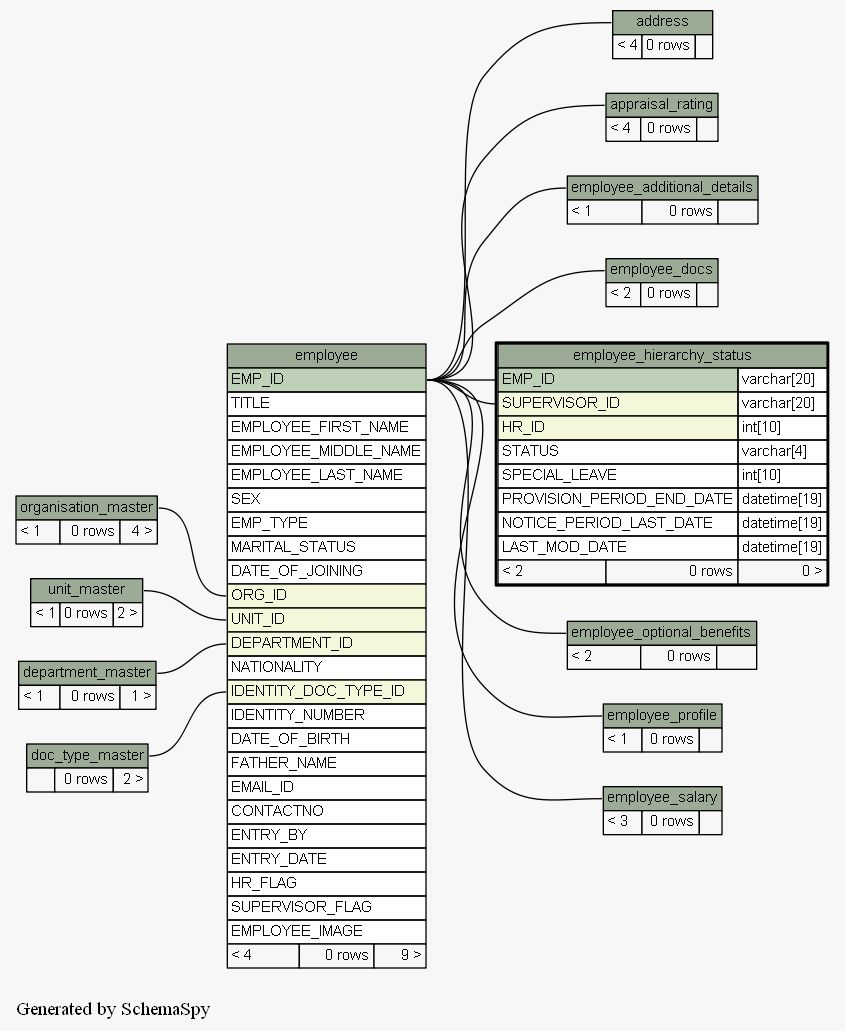 address
< 4 0 rows
appraisal_rating
< 4 0 rows
employee_additional_details
< 1 0 rows
employee_docs
< 2 0 rows
employee
EMP_ID
TITLE
EMPLOYEE_FIRST_NAME
EMPLOYEE_MIDDLE_NAME
EMPLOYEE_LAST_NAME
SEX
EMP_TYPE
MARITAL_STATUS
DATE_OF_JOINING
ORG_ID
UNIT_ID
DEPARTMENT_ID
NATIONALITY
IDENTITY_DOC_TYPE_ID
IDENTITY_NUMBER
DATE_OF_BIRTH
FATHER_NAME
EMAIL_ID
CONTACTNO
ENTRY_BY
ENTRY_DATE
HR_FLAG
SUPERVISOR_FLAG
EMPLOYEE_IMAGE
< 4 0 rows 9 >
employee_hierarchy_status
EMP_ID varchar[20]
SUPERVISOR_ID varchar[20]
HR_ID int[10]
STATUS varchar[4]
SPECIAL_LEAVE int[10]
PROVISION_PERIOD_END_DATE datetime[19]
NOTICE_PERIOD_LAST_DATE datetime[19]
LAST_MOD_DATE datetime[19]
< 2 0 rows 0 >
organisation_master
< 1 0 rows 4 >
unit_master
< 1 0 rows 2 >
department_master
< 1 0 rows 1 >
doc_type_master
0 rows 2 >
employee_optional_benefits
< 2 0 rows
employee_profile
< 1 0 rows
employee_salary
< 3 0 rows
Generated by SchemaSpy